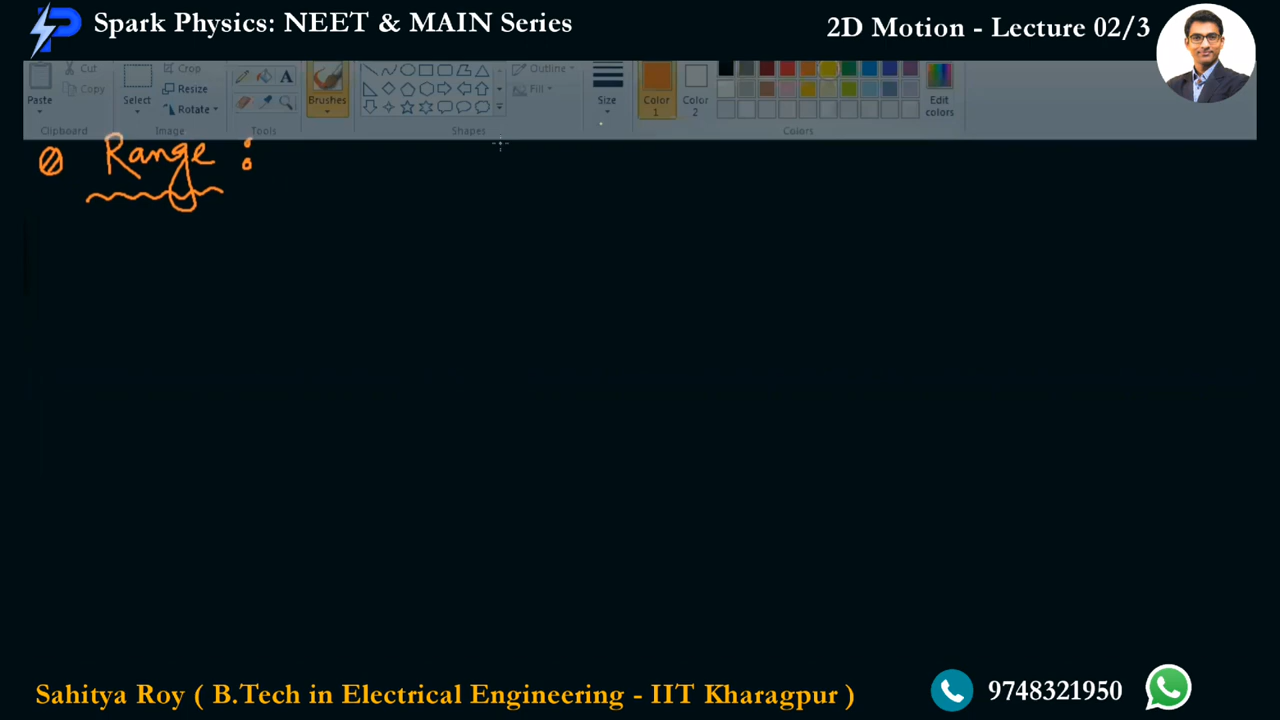 Spark Physics: NEET & MAIN Series
2D Motion - Lecture 02/3
Paste
Cut
Copy
Clipboard
Select
Crop
Resize
Rotate
Image
A
Tools
Brushes
Shapes
Outline
Fill
Size
Color 1
Color 2
Colors
Edit colors
Range :
Sahitya Roy ( B.Tech in Electrical Engineering - IIT Kharagpur )
9748321950